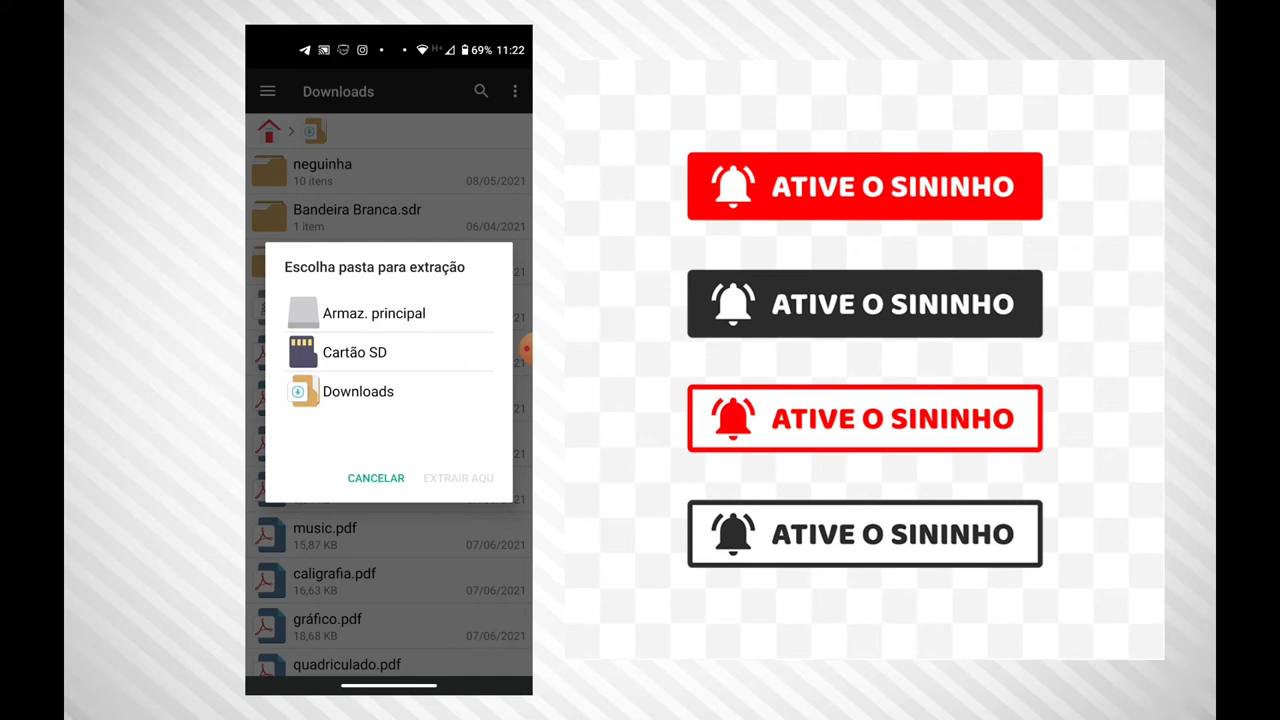 H+ 69% 11:22
Downloads
neguinha
10 itens 08/05/2021
Bandeira Branca.sdr
1 item 06/04/2021
Escolha pasta para extração
Armaz. principal
Cartão SD
Downloads
CANCELAR EXTRAIR AQU
music.pdf
15,87 KB 07/06/2021
caligrafia.pdf
16,63 KB 07/06/2021
gráfico.pdf
18,68 KB 07/06/2021
quadriculado.pdf
ATIVE O SININHO
ATIVE O SININHO
ATIVE O SININHO
ATIVE O SININHO